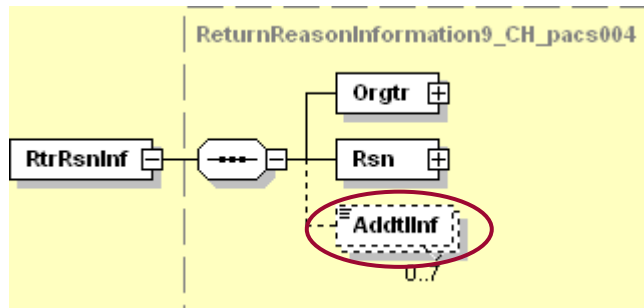 ReturnReasonInformation9_CH_pacs004
Orgtr
RtrRsnInf
Rsn
AddtlInf
0..7